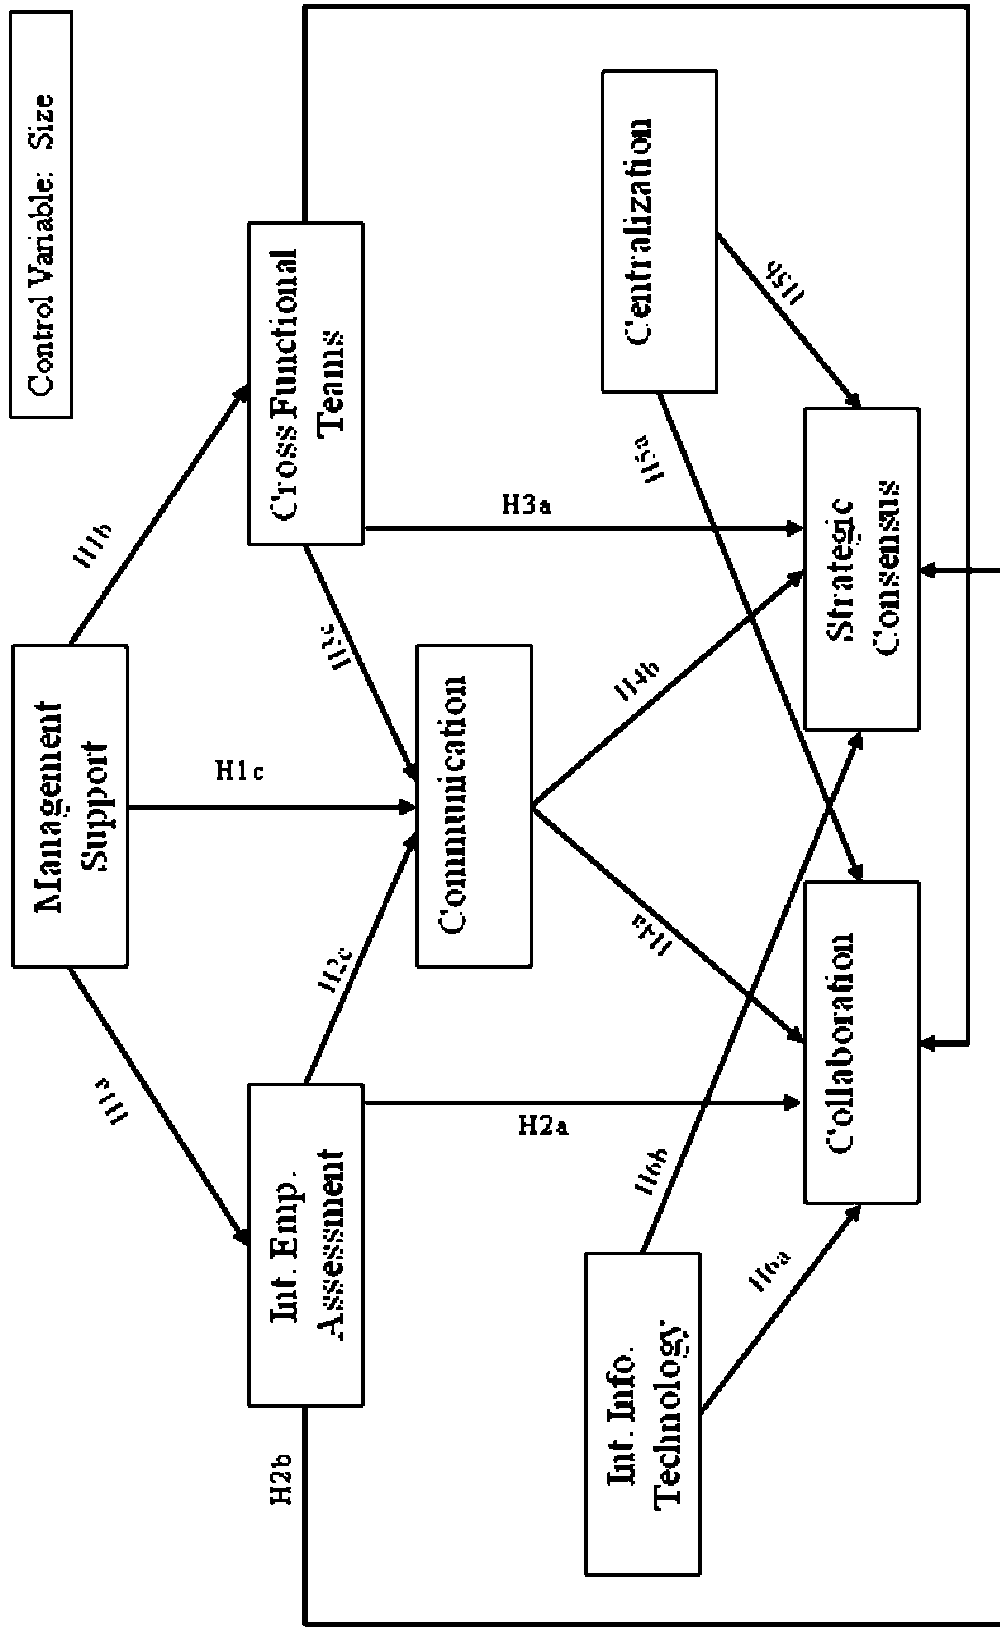 Control Variable: Size
Management
Support
H1a
H1b
H1c
H2b
Int. Emp.
Assessment
Cross Functional
Teams
H2c
H3c
Communication
H2a
H3a
Int. Info.
Technology
Centralization
H6b
H4a
H4b
H5a
H6a
H5b
Collaboration
Strategic
Consensus